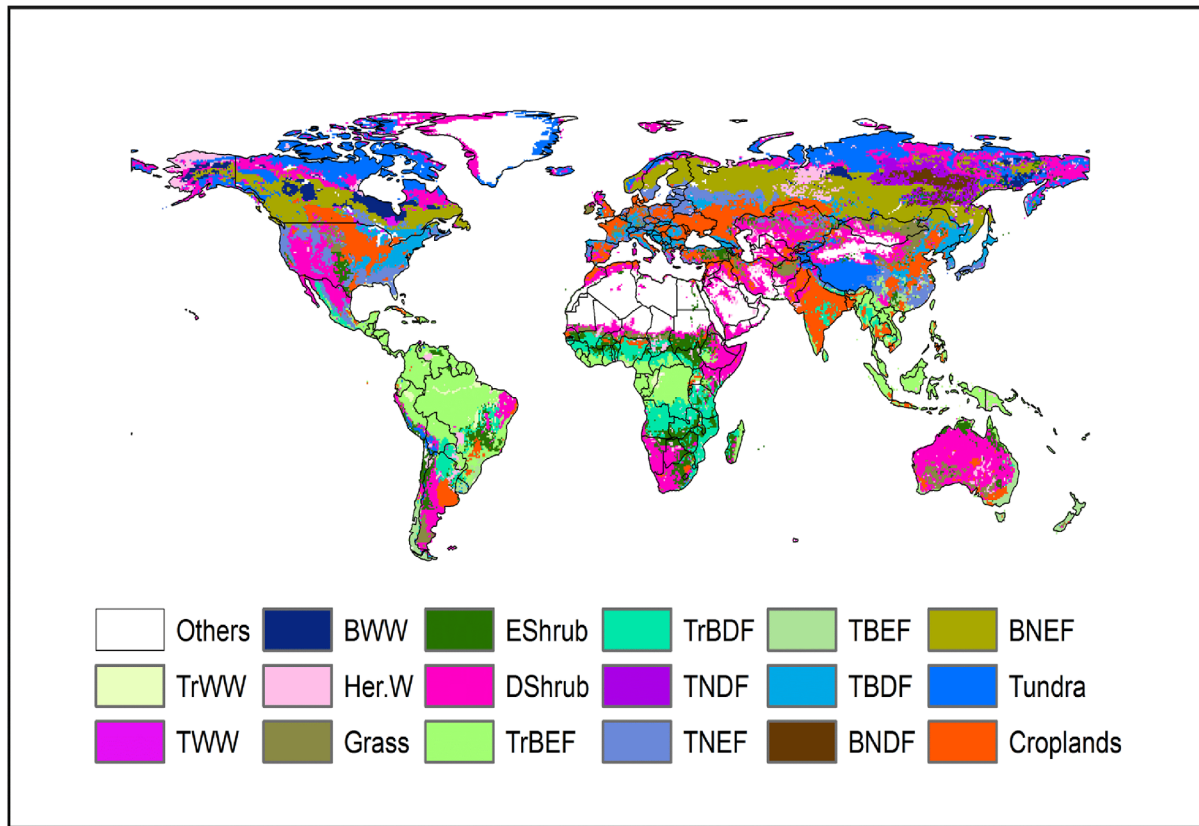 Others BWW EShrub TrBDF TBEF BNEF
TrWW Her.W DShrub TNDF TBDF Tundra
TWW Grass TrBEF TNEF BNDF Croplands